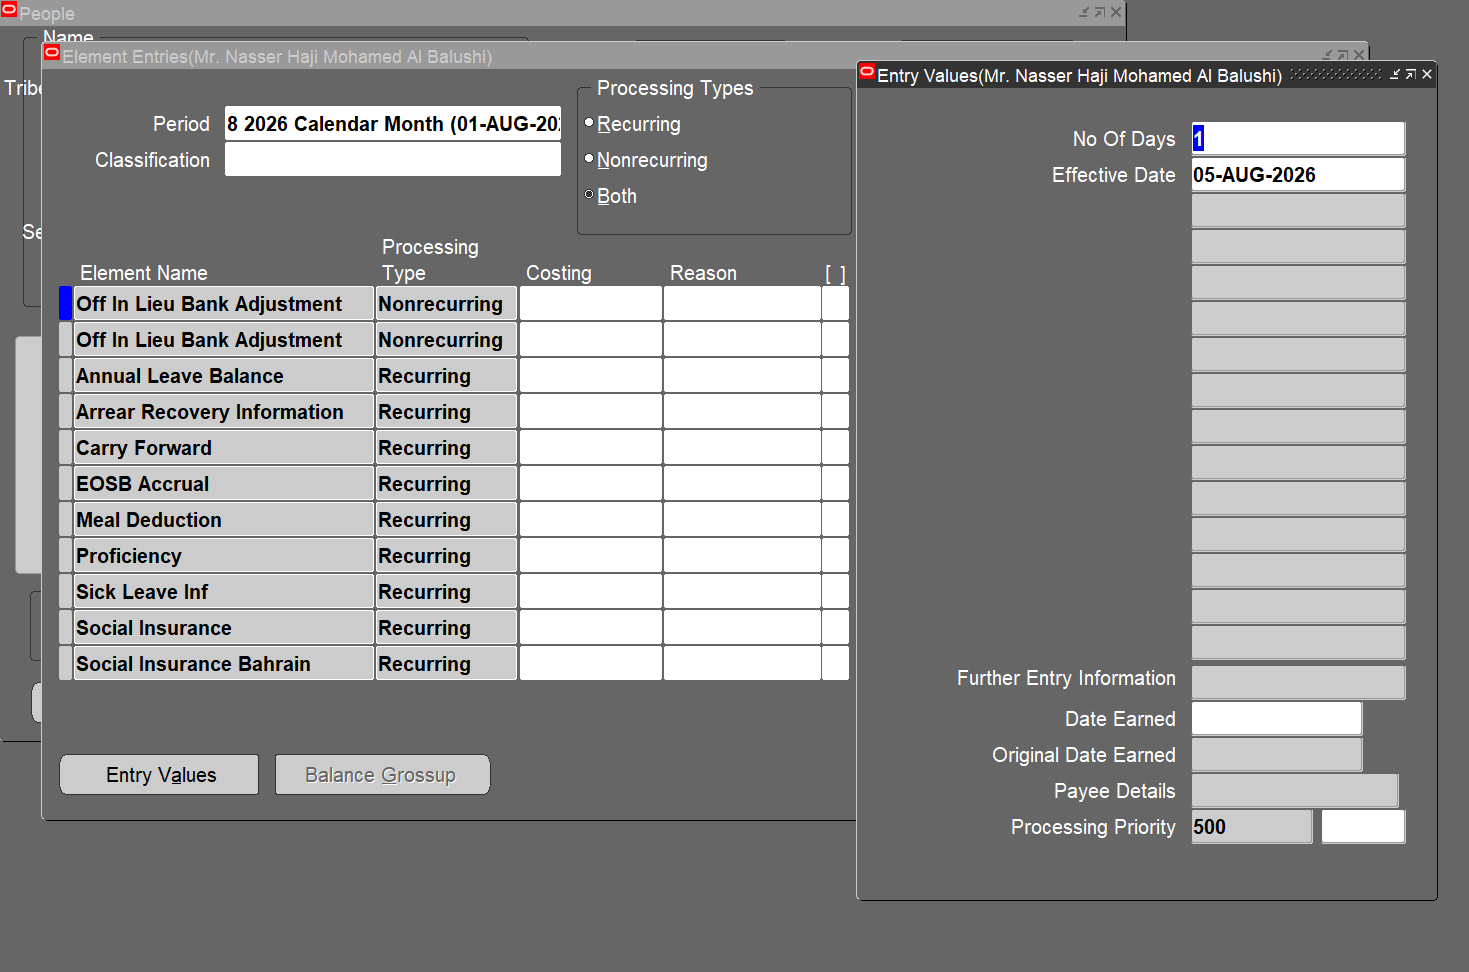 People
Name
Tribe
Se
Element Entries(Mr. Nasser Haji Mohamed Al Balushi)
Period 8 2026 Calendar Month (01-AUG-20
Classification
Processing Types
Recurring
Nonrecurring
Both
Element Name Processing Type Costing Reason [ ]
Off In Lieu Bank Adjustment Nonrecurring
Off In Lieu Bank Adjustment Nonrecurring
Annual Leave Balance Recurring
Arrear Recovery Information Recurring
Carry Forward Recurring
EOSB Accrual Recurring
Meal Deduction Recurring
Proficiency Recurring
Sick Leave Inf Recurring
Social Insurance Recurring
Social Insurance Bahrain Recurring
Entry Values Balance Grossup
Entry Values(Mr. Nasser Haji Mohamed Al Balushi)
No Of Days 1
Effective Date 05-AUG-2026
Further Entry Information
Date Earned
Original Date Earned
Payee Details
Processing Priority 500